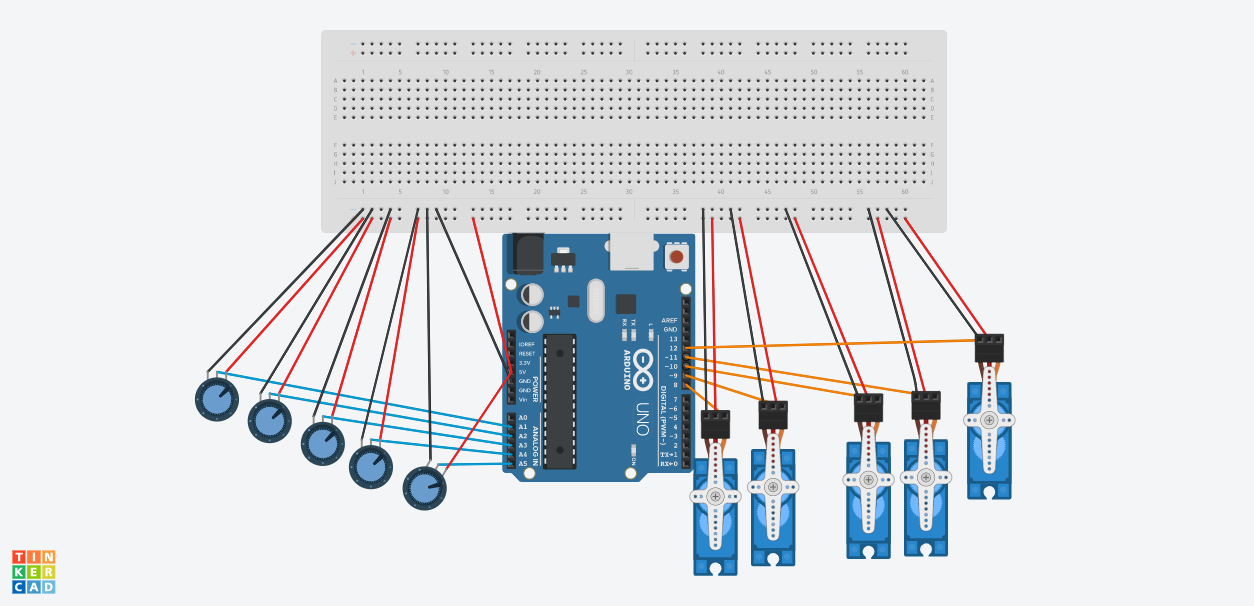 1 5 10 15 20 25 30 35 40 45 50 55 60
A A
B B
C C
D D
E E
F F
G G
H H
I I
J J
1 5 10 15 20 25 30 35 40 45 50 55 60
RX TX L
AREF
GND
13
12
~11
~10
~9
8
7
~6
~5
4
~3
2
TX→1
RX←0
DIGITAL (PWM~)
IOREF
RESET
3.3V
5V
GND
GND
Vin
POWER
A0
A1
A2
A3
A4
A5
ANALOG IN
ARDUINO
UNO
ON
TIN
KER
CAD